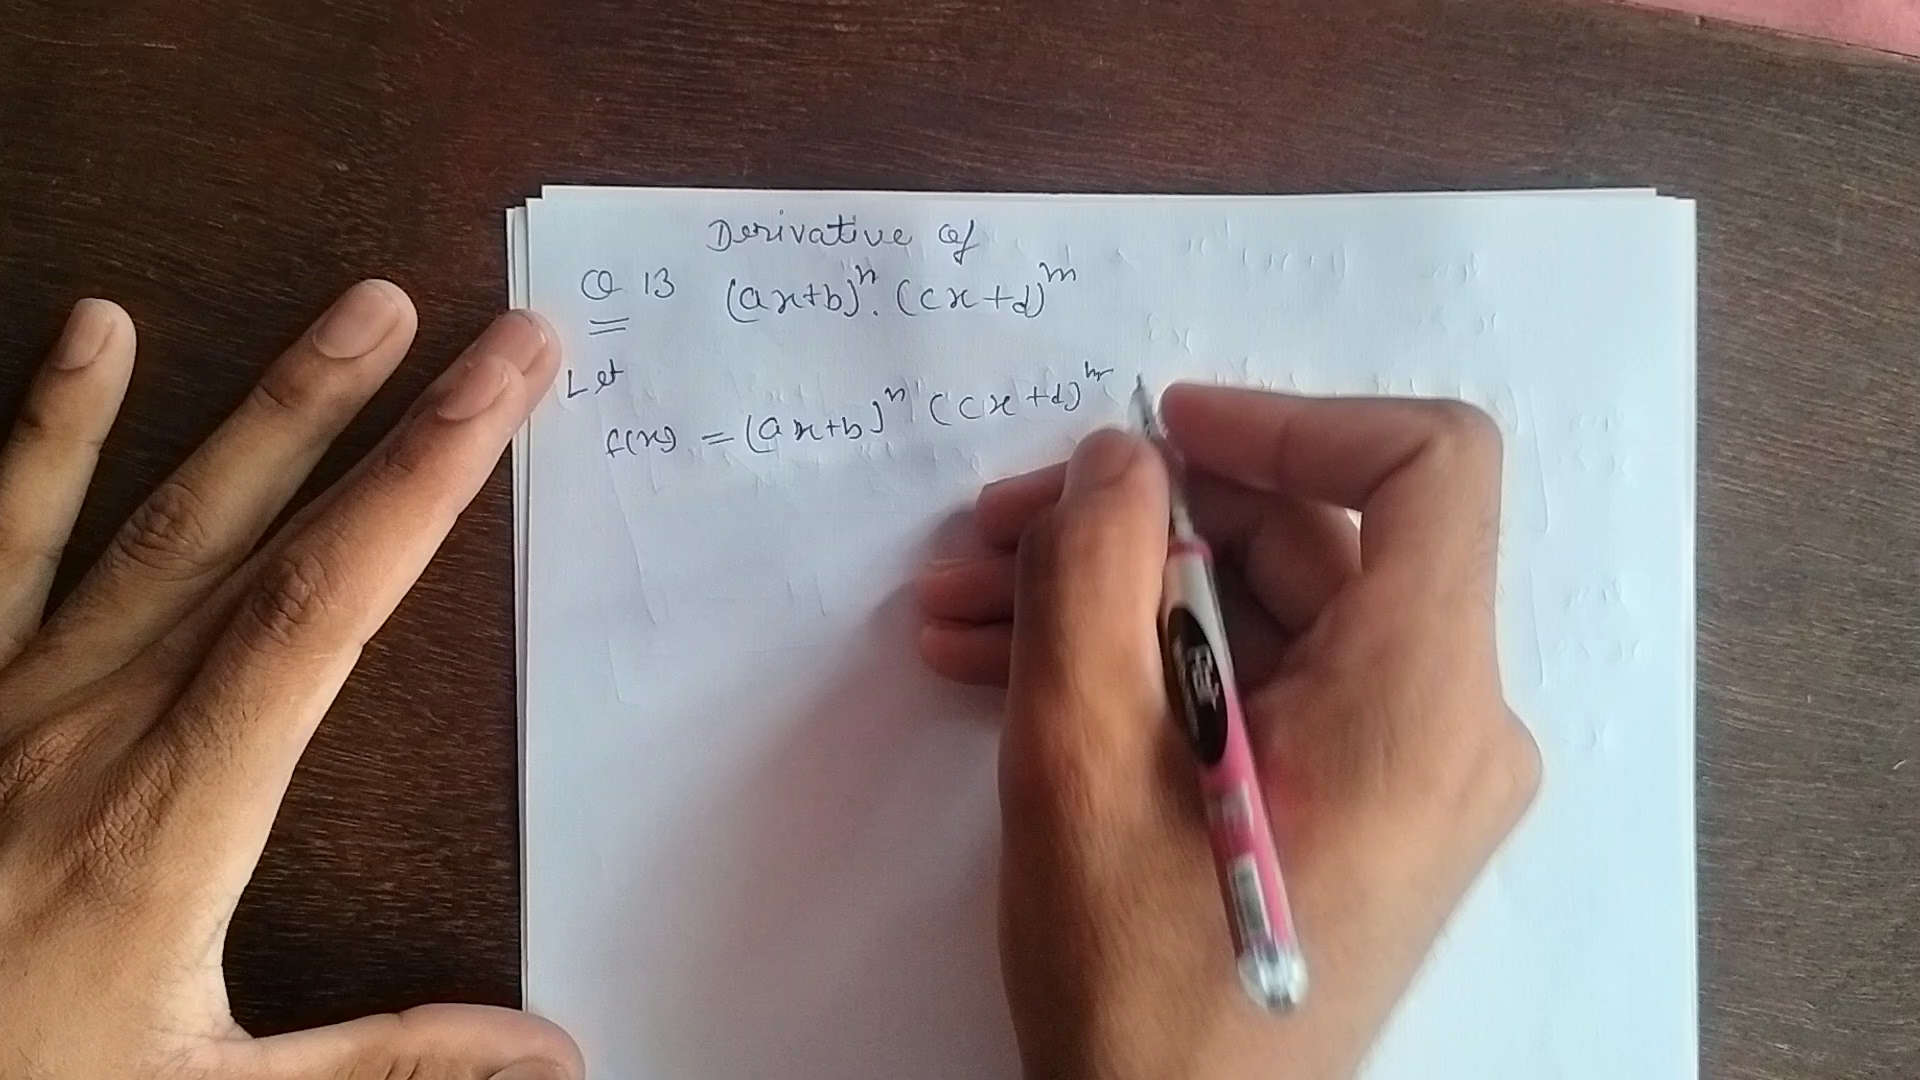 Derivative of
Q 13 (ax+b)ⁿ. (cx+d)ᵐ
Let
f(x) = (ax+b)ⁿ (cx+d)ᵐ